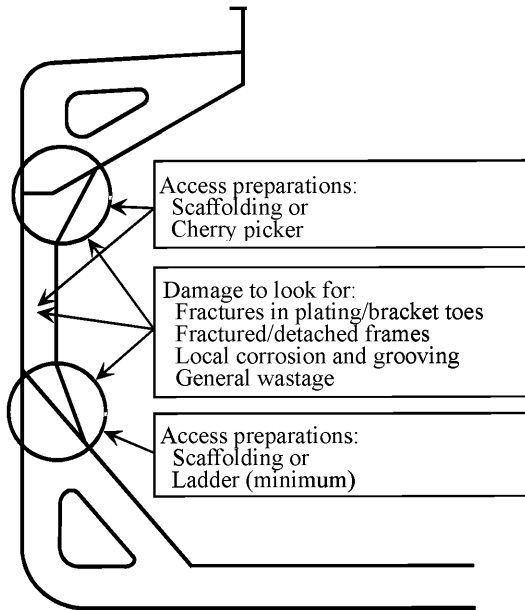 Access preparations:
Scaffolding or
Cherry picker
Damage to look for:
Fractures in plating/bracket toes
Fractured/detached frames
Local corrosion and grooving
General wastage
Access preparations:
Scaffolding or
Ladder (minimum)